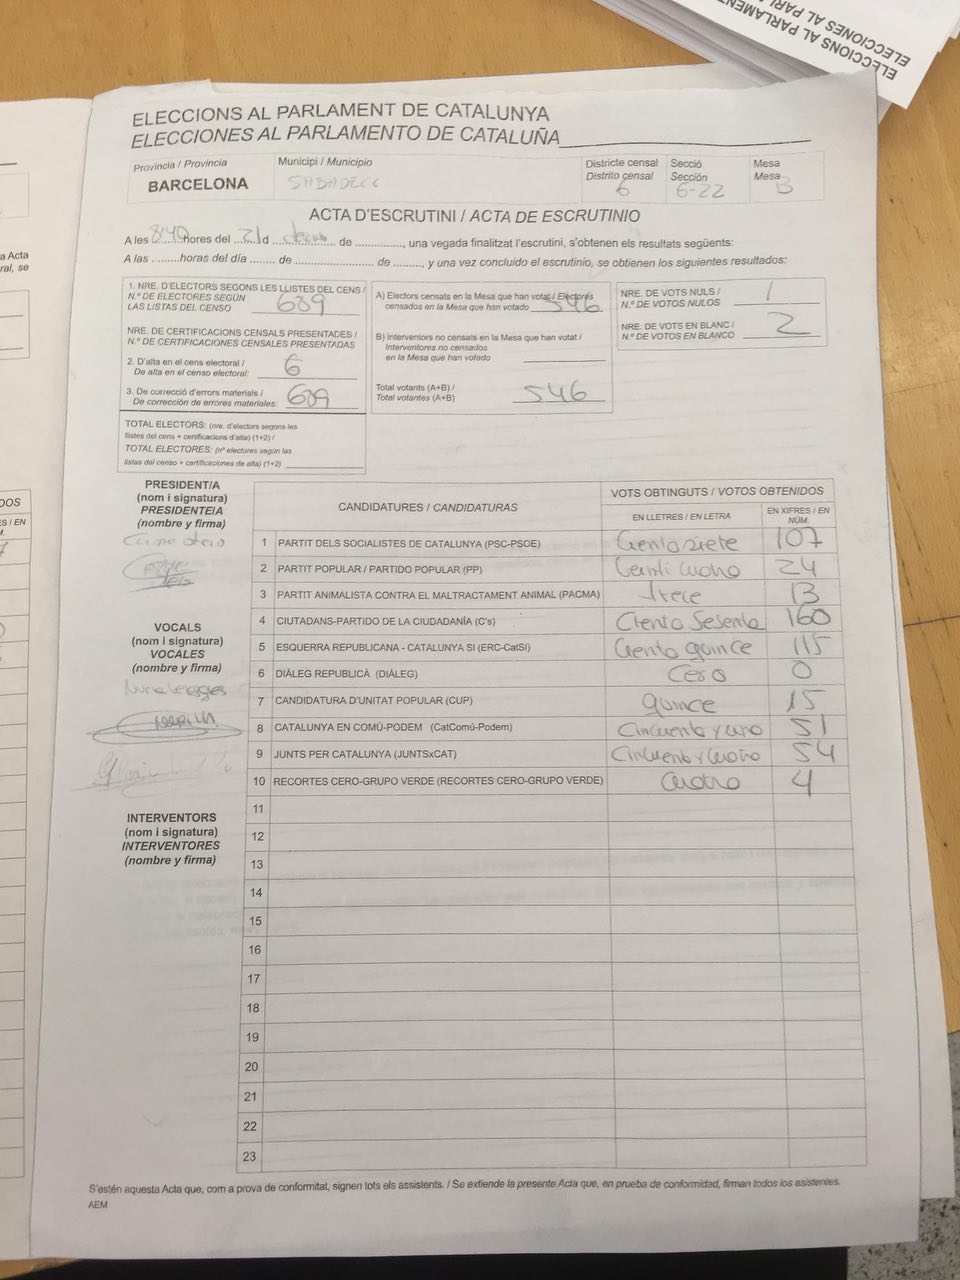 ELECCIONS AL PARLAMENT
ELECCIONES AL PARLAMEN
ELECCIONS AL PARLAMENT DE CATALUNYA
ELECCIONES AL PARLAMENTO DE CATALUÑA
Província / Provincia
BARCELONA
Municipi / Municipio
SABADELL
Districte censal
Distrito censal
6
Secció
Sección
6-22
Mesa
Mesa
B
ACTA D'ESCRUTINI / ACTA DE ESCRUTINIO
A les 8:40 hores del 21 d de ............., una vegada finalitzat l'escrutini, s'obtenen els resultats següents:
A las .........horas del día ....... de ...................... de ........, y una vez concluido el escrutinio, se obtienen los siguientes resultados:
1. NRE. D'ELECTORS SEGONS LES LLISTES DEL CENS /
N.º DE ELECTORES SEGÚN
LAS LISTAS DEL CENSO 689
NRE. DE CERTIFICACIONS CENSALS PRESENTADES /
N.º DE CERTIFICACIONES CENSALES PRESENTADAS
2. D'alta en el cens electoral /
De alta en el censo electoral: 6
3. De correcció d'errors materials /
De corrección de errores materiales: 689
TOTAL ELECTORS: (nre. d'electors segons les
llistes del cens + certificacions d'alta) (1+2) /
TOTAL ELECTORES: (nº electores según las
listas del censo + certificaciones de alta) (1+2)
A) Electors censats en la Mesa que han votat / Electores
censados en la Mesa que han votado 546
B) Interventors no censats en la Mesa que han votat /
Interventores no censados
en la Mesa que han votado
Total votants (A+B) /
Total votantes (A+B) 546
NRE. DE VOTS NULS /
N.º DE VOTOS NULOS 1
NRE. DE VOTS EN BLANC /
N.º DE VOTOS EN BLANCO 2
PRESIDENT/A
(nom i signatura)
PRESIDENTE/A
(nombre y firma)
VOCALS
(nom i signatura)
VOCALES
(nombre y firma)
INTERVENTORS
(nom i signatura)
INTERVENTORES
(nombre y firma)
CANDIDATURES / CANDIDATURAS
VOTS OBTINGUTS / VOTOS OBTENIDOS
EN LLETRES / EN LETRA
EN XIFRES / EN NÚM.
1 PARTIT DELS SOCIALISTES DE CATALUNYA (PSC-PSOE) Cientosiete 107
2 PARTIT POPULAR / PARTIDO POPULAR (PP) Veinticuatro 24
3 PARTIT ANIMALISTA CONTRA EL MALTRACTAMENT ANIMAL (PACMA) trece 13
4 CIUTADANS-PARTIDO DE LA CIUDADANÍA (C's) Ciento Sesenta 160
5 ESQUERRA REPUBLICANA - CATALUNYA SÍ (ERC-CatSí) Ciento quince 115
6 DIÀLEG REPUBLICÀ (DIÀLEG) Cero 0
7 CANDIDATURA D'UNITAT POPULAR (CUP) quince 15
8 CATALUNYA EN COMÚ-PODEM (CatComú-Podem) Cincuenta y uno 51
9 JUNTS PER CATALUNYA (JUNTSxCAT) Cincuenta y cuatro 54
10 RECORTES CERO-GRUPO VERDE (RECORTES CERO-GRUPO VERDE) Cuatro 4
11
12
13
14
15
16
17
18
19
20
21
22
23
S'estén aquesta Acta que, com a prova de conformitat, signen tots els assistents. / Se extiende la presente Acta que, en prueba de conformidad, firman todos los asistentes.
AEM